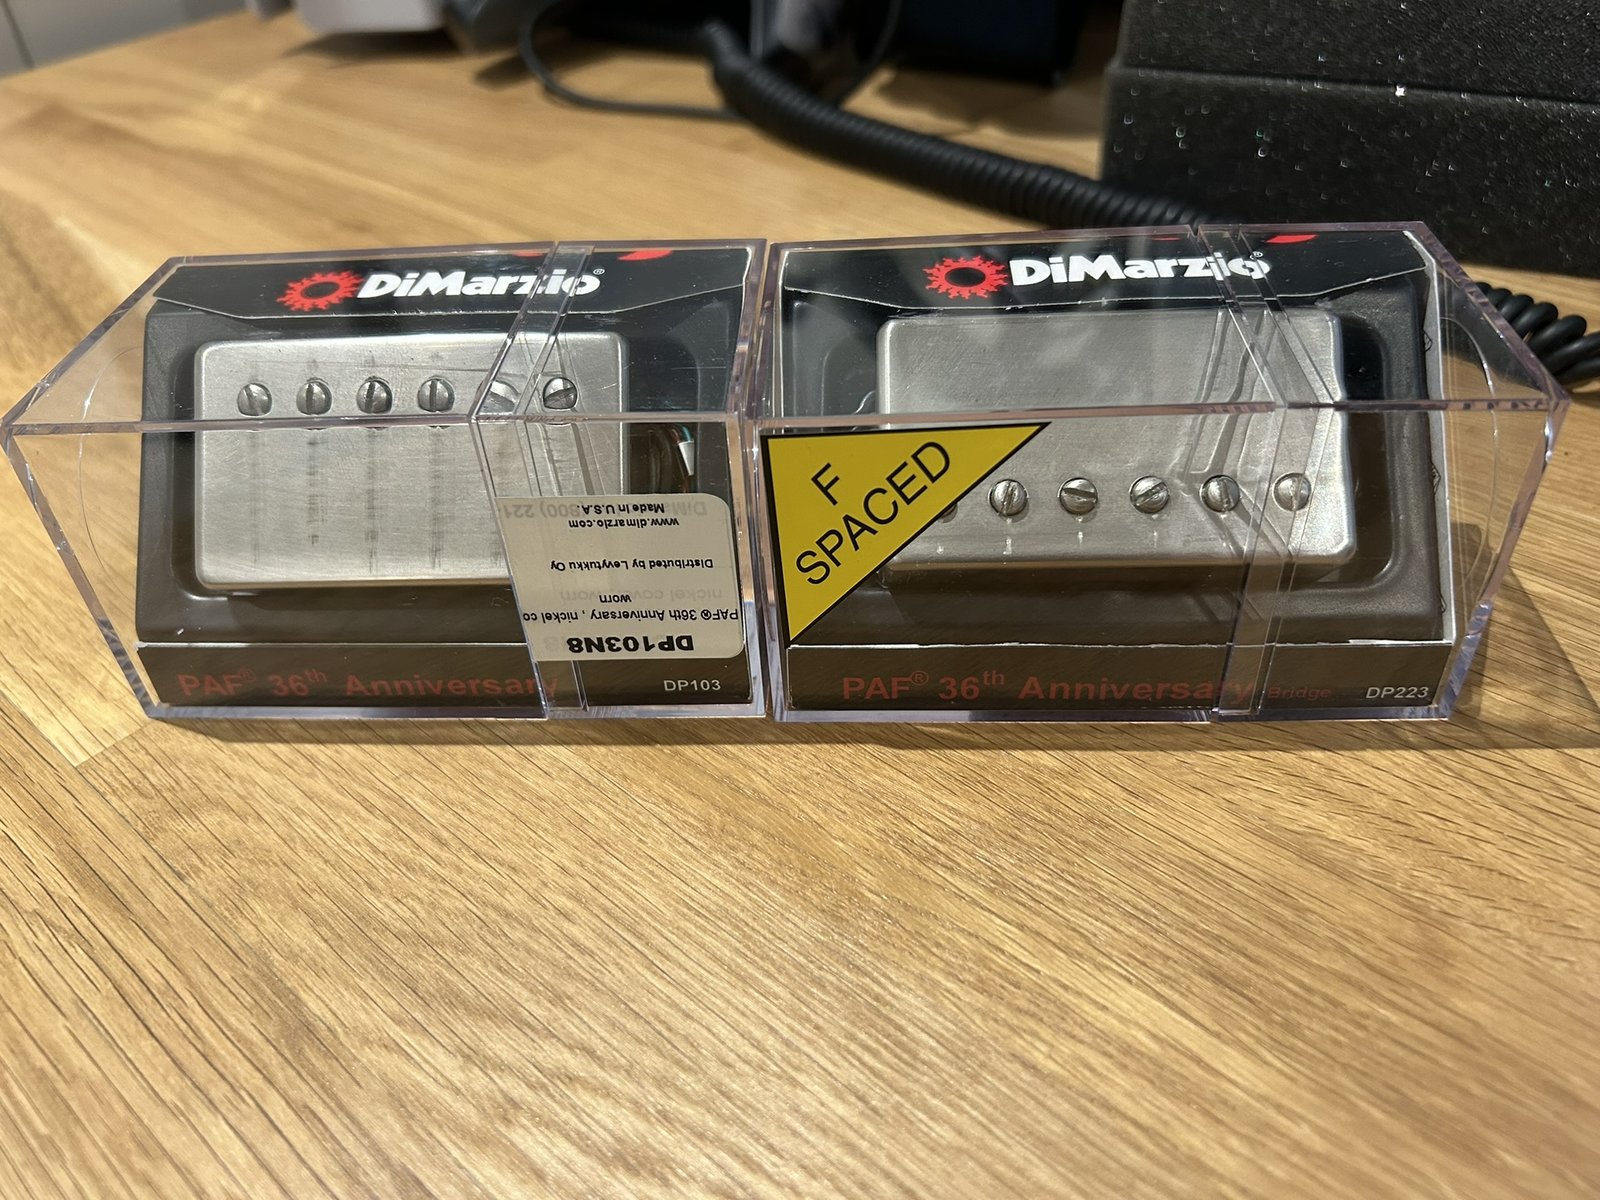 DiMarzio®
DiMarzio®
F
SPACED
DP103N8
PAF® 36th Anniversary , nickel co
worn
Distributed by Levytukku Oy
www.dimarzio.com
Made in U.S.A.
PAF® 36th Anniversary
DP103
PAF® 36th Anniversary Bridge
DP223